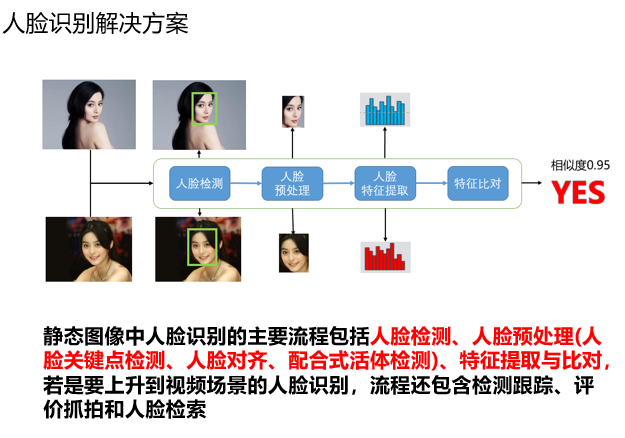 人脸识别解决方案
人脸检测
人脸
预处理
人脸
特征提取
特征比对
相似度0.95
YES
静态图像中人脸识别的主要流程包括人脸检测、人脸预处理(人
脸关键点检测、人脸对齐、配合式活体检测)、特征提取与比对，
若是要上升到视频场景的人脸识别，流程还包含检测跟踪、评
价抓拍和人脸检索